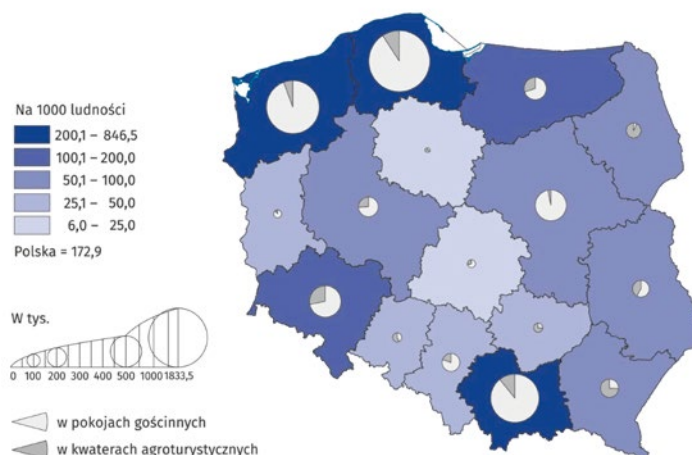 Na 1000 ludności
200,1 – 846,5
100,1 – 200,0
50,1 – 100,0
25,1 – 50,0
6,0 – 25,0
Polska = 172,9
W tys.
0 100 200 300 400 500 1000 1833,5
w pokojach gościnnych
w kwaterach agroturystycznych